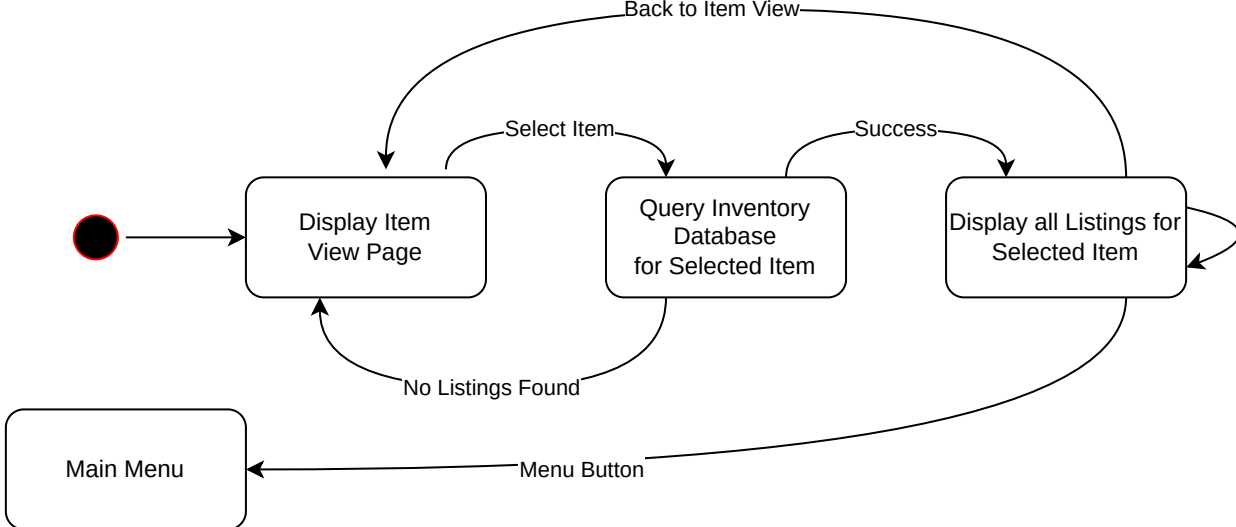 Back to Item View
Select Item
Success
Display Item
View Page
Query Inventory
Database
for Selected Item
Display all Listings for
Selected Item
No Listings Found
Main Menu
Menu Button